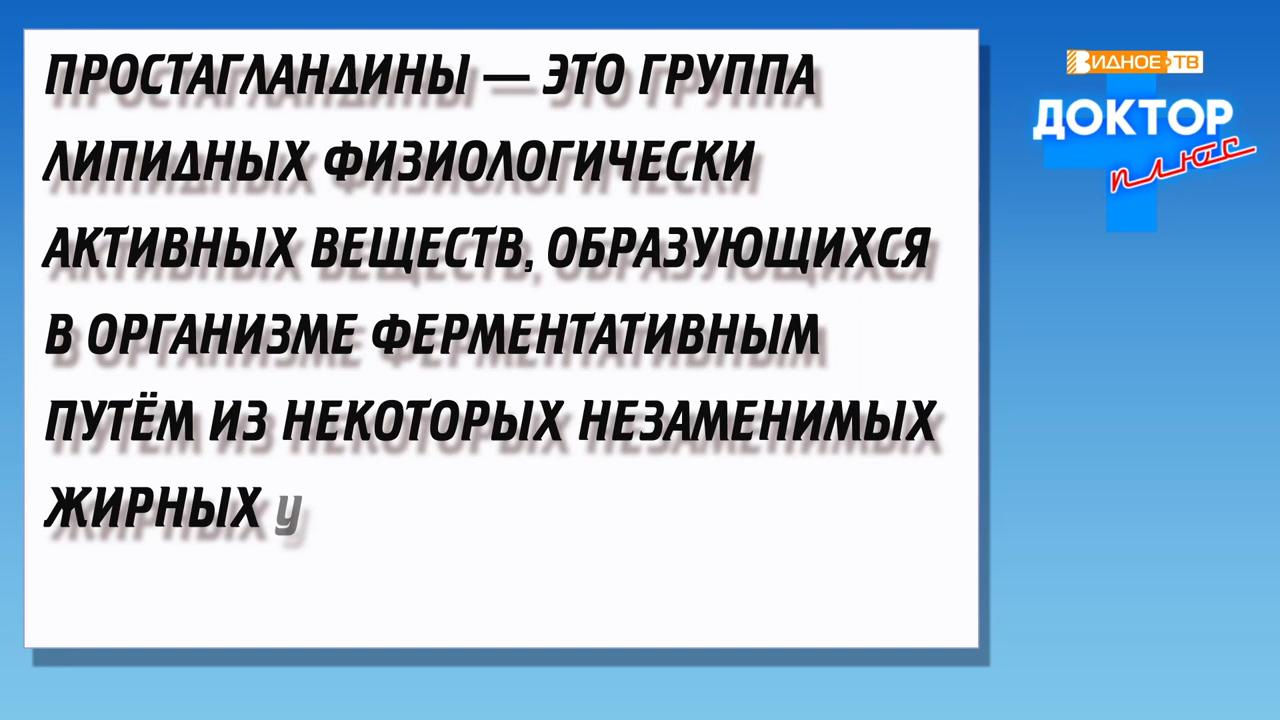 ПРОСТАГЛАНДИНЫ — ЭТО ГРУППА
ЛИПИДНЫХ ФИЗИОЛОГИЧЕСКИ
АКТИВНЫХ ВЕЩЕСТВ, ОБРАЗУЮЩИХСЯ
В ОРГАНИЗМЕ ФЕРМЕНТАТИВНЫМ
ПУТЁМ ИЗ НЕКОТОРЫХ НЕЗАМЕНИМЫХ
ЖИРНЫХ
ВИДНОЕ·ТВ
ДОКТОР
плюс